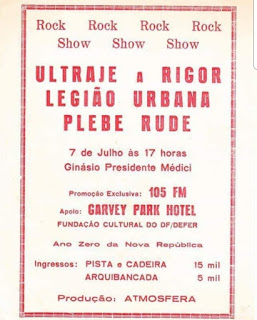 Rock Rock Rock Rock
Show Show Show
ULTRAJE A RIGOR
LEGIÃO URBANA
PLEBE RUDE
7 de Julho às 17 horas
Ginásio Presidente Médici
Promoção Exclusiva: 105 FM
Apoio: GARVEY PARK HOTEL
FUNDAÇÃO CULTURAL DO DF/DEFER
Ano Zero da Nova República
Ingressos: PISTA e CADEIRA 15 mil
ARQUIBANCADA 5 mil
Produção: ATMOSFERA